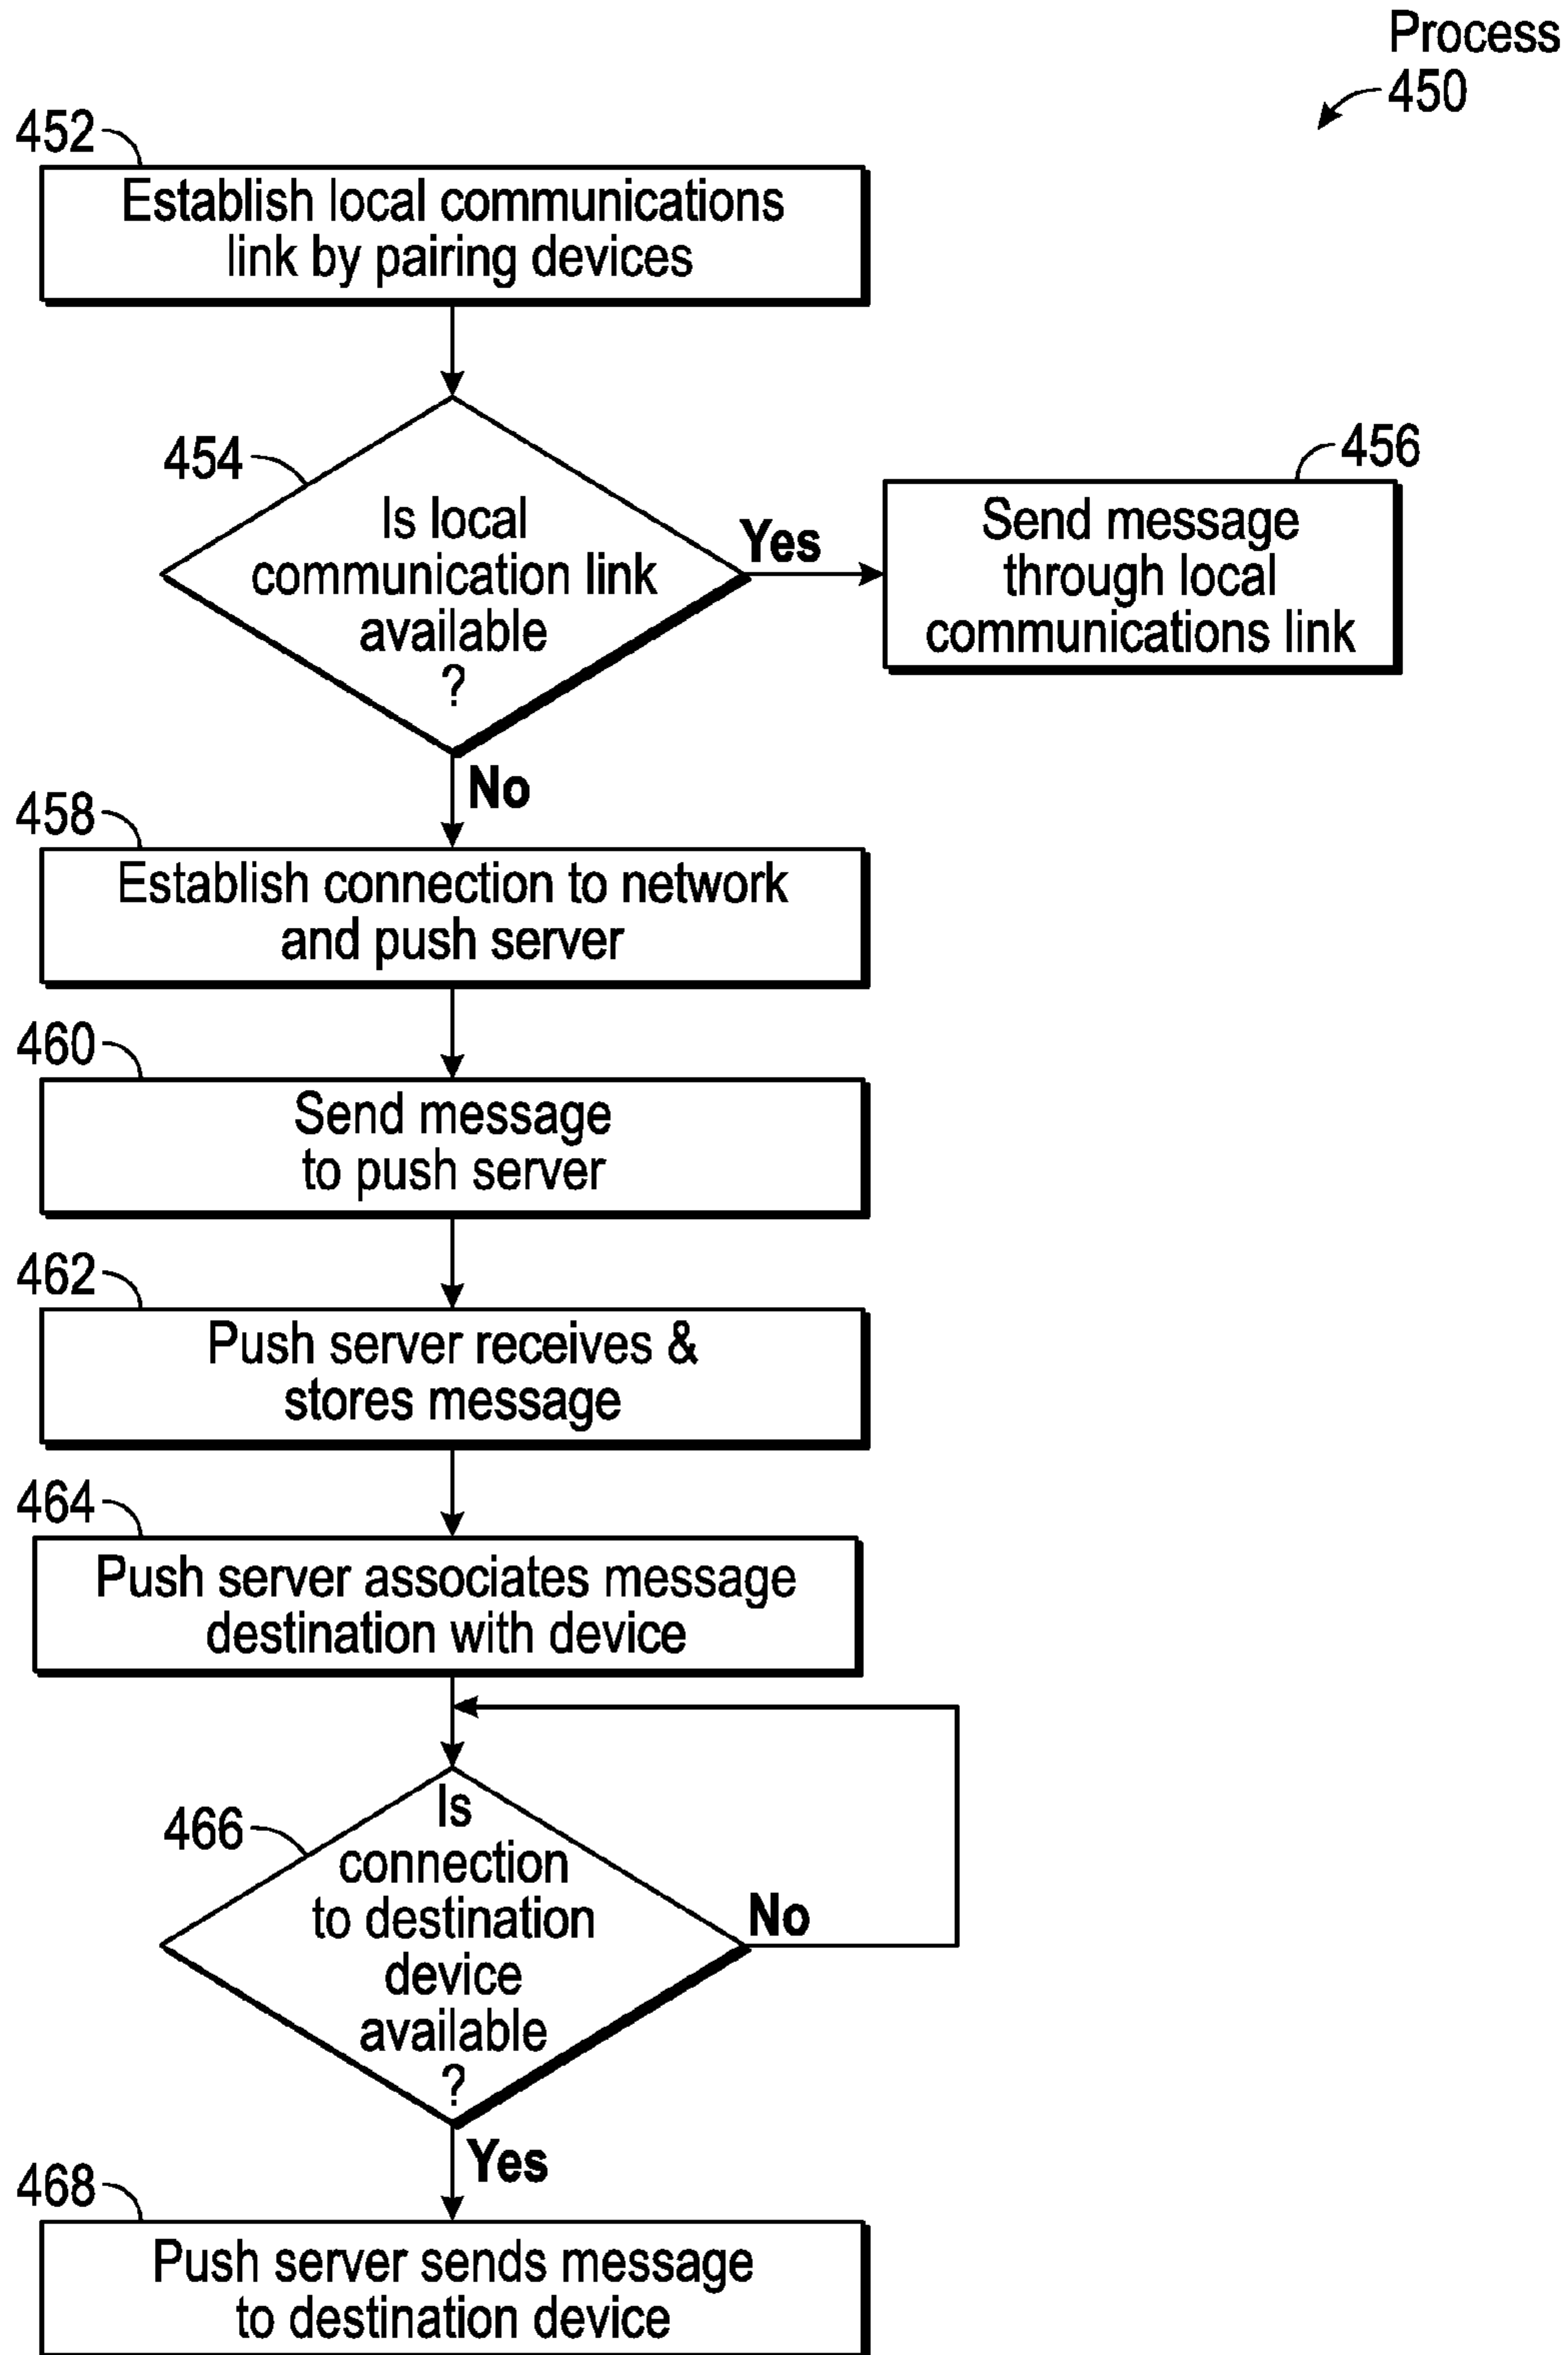 Process
450
452
Establish local communications
link by pairing devices
454
Is local
communication link
available
?
Yes
456
Send message
through local
communications link
No
458
Establish connection to network
and push server
460
Send message
to push server
462
Push server receives &
stores message
464
Push server associates message
destination with device
466
Is
connection
to destination
device
available
?
No
Yes
468
Push server sends message
to destination device